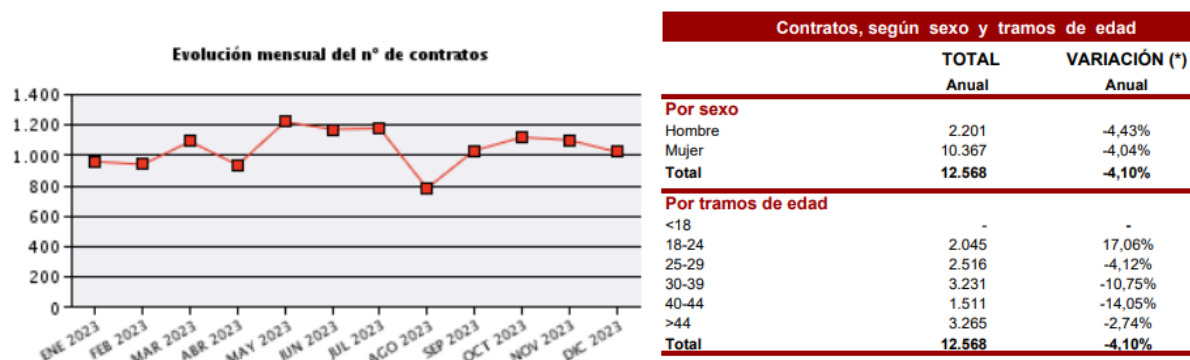 Evolución mensual del n° de contratos
1.400
1.200
1.000
800
600
400
200
0
ENE 2023
FEB 2023
MAR 2023
ABR 2023
MAY 2023
JUN 2023
JUL 2023
AGO 2023
SEP 2023
OCT 2023
NOV 2023
DIC 2023
Contratos, según sexo y tramos de edad
TOTAL VARIACIÓN (*)
Anual Anual
Por sexo
Hombre 2.201 -4,43%
Mujer 10.367 -4,04%
Total 12.568 -4,10%
Por tramos de edad
<18 - -
18-24 2.045 17,06%
25-29 2.516 -4,12%
30-39 3.231 -10,75%
40-44 1.511 -14,05%
>44 3.265 -2,74%
Total 12.568 -4,10%